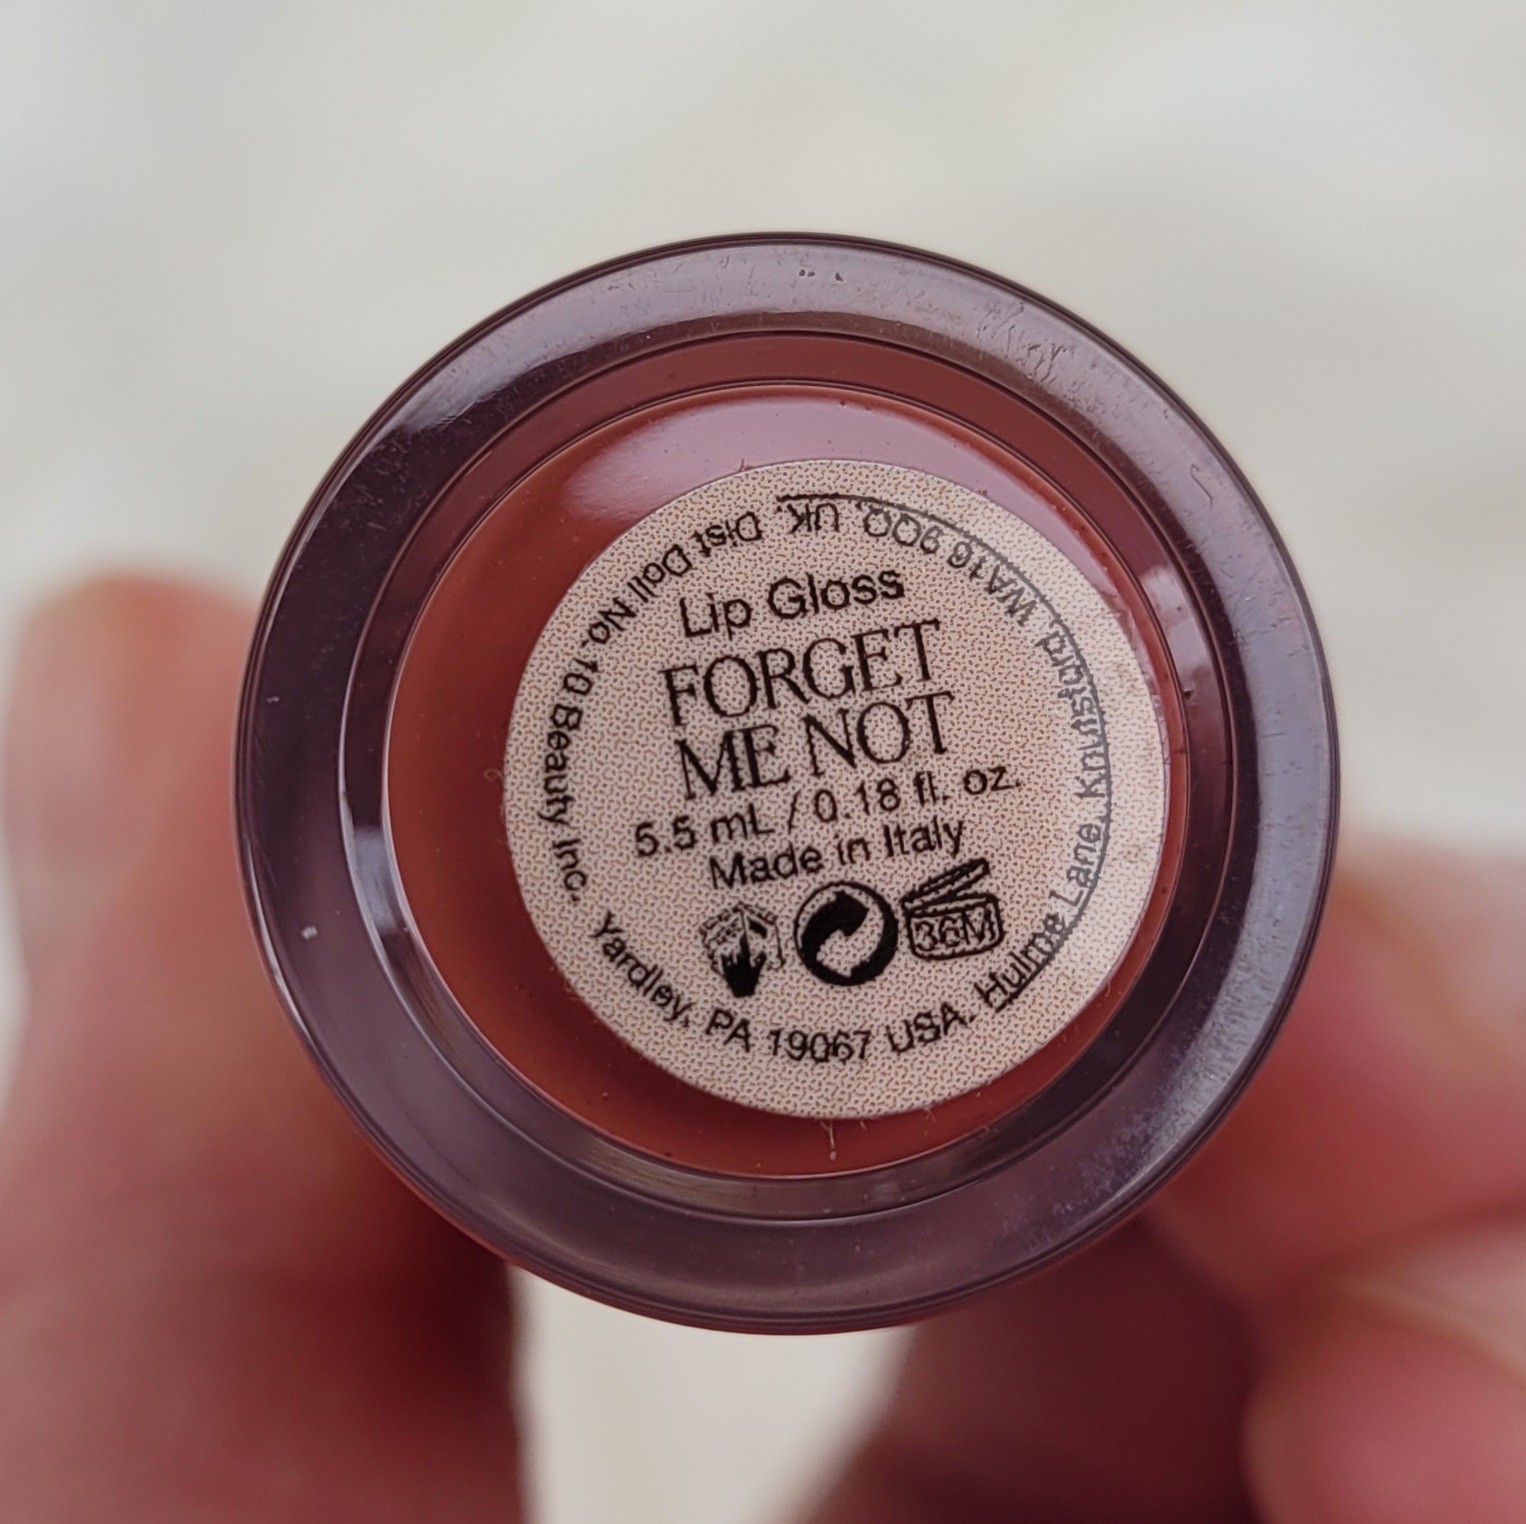 Lip Gloss
FORGET
ME NOT
5.5 mL / 0.18 fl. oz.
Made in Italy
36M
Dist Doll No. 10 Beauty Inc. Yardley, PA 19067 USA. Hulme Lane, Knutsford WA16 9QQ, UK.